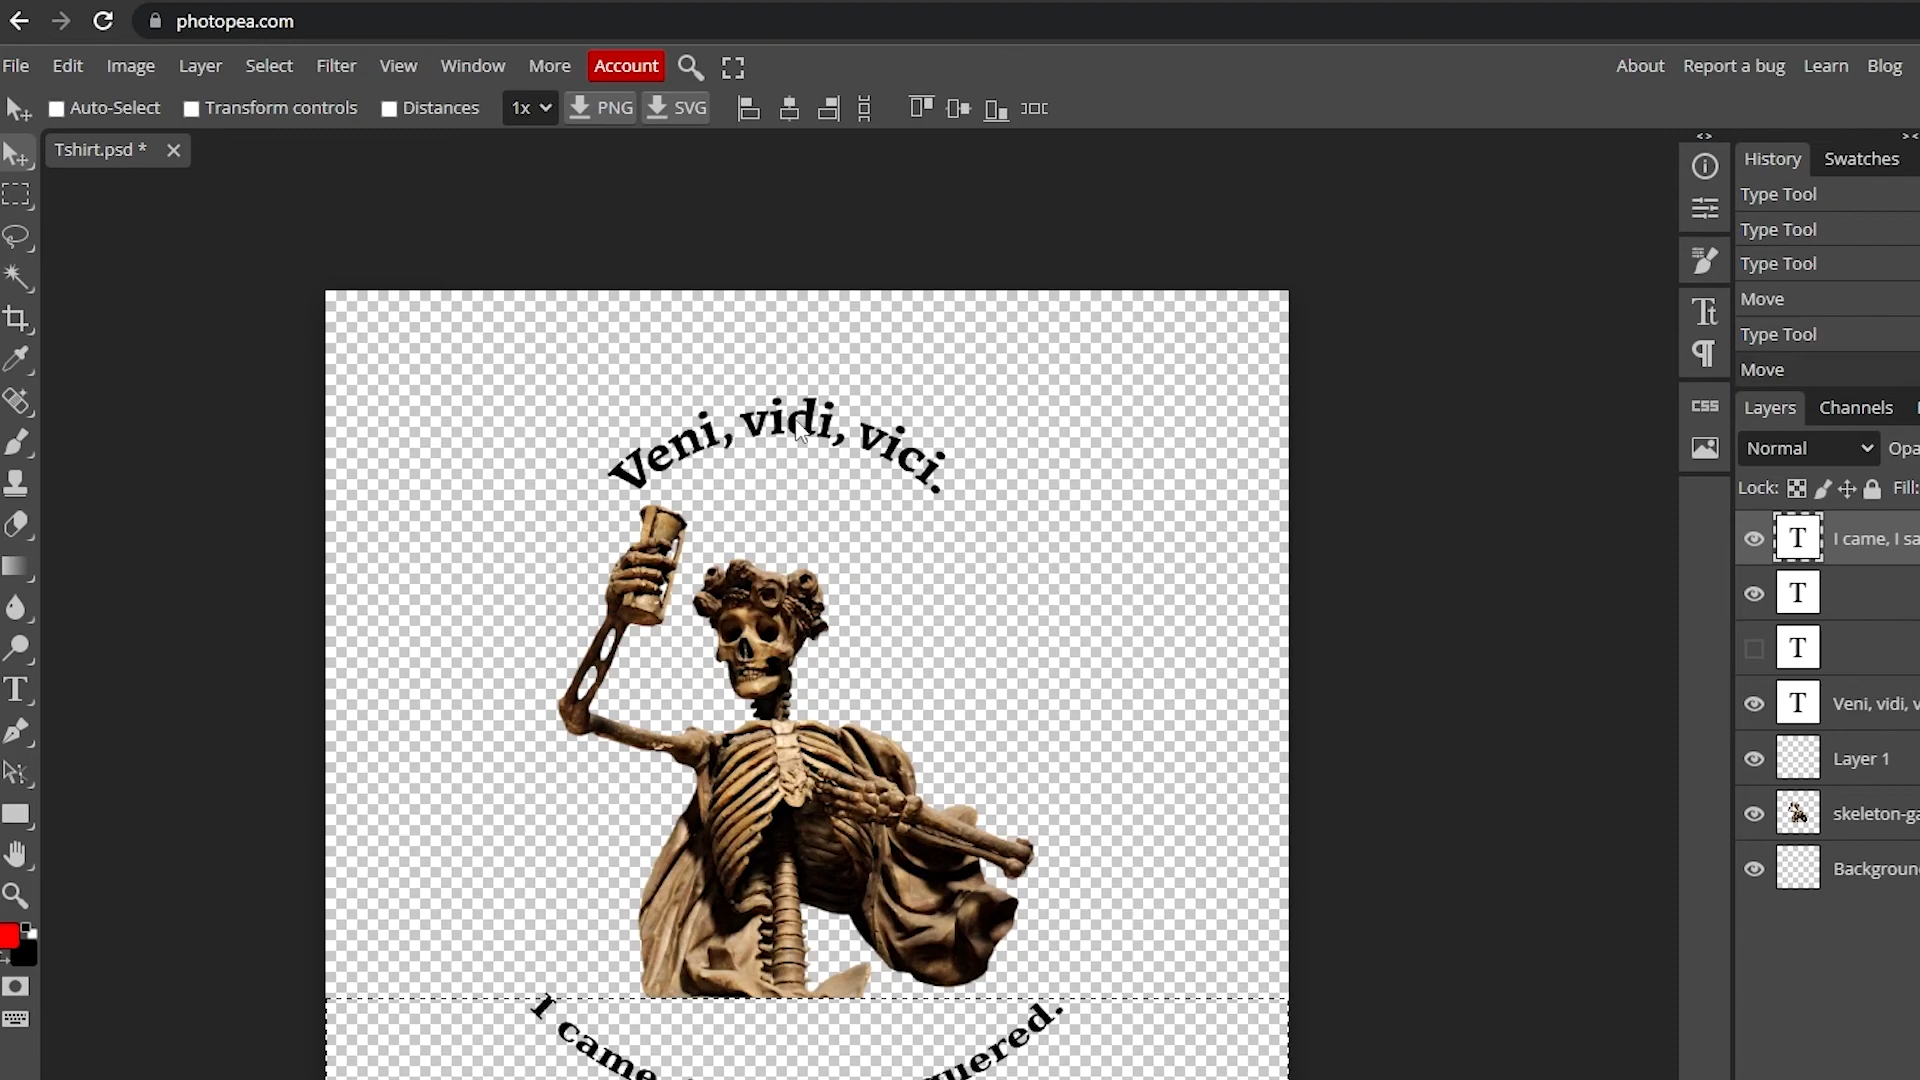 photopea.com
File Edit Image Layer Select Filter View Window More Account About Report a bug Learn Blog
Auto-Select Transform controls Distances 1x PNG SVG
Tshirt.psd *
History Swatches
Type Tool
Type Tool
Type Tool
Move
Type Tool
Move
CSS
Layers Channels
Normal Opa
Lock: Fill:
T I came, I sa
T
T
T Veni, vidi, v
Layer 1
skeleton-ga
Background
Veni, vidi, vici.
I came,
quered.